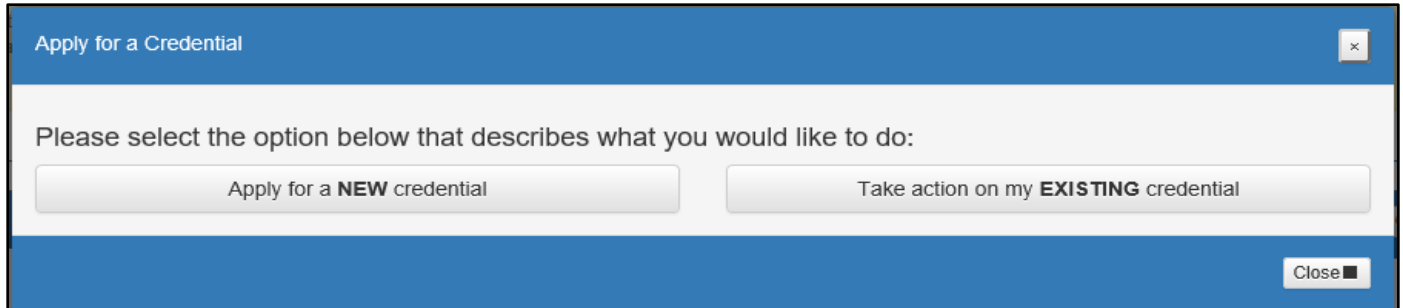 Apply for a Credential
×
Please select the option below that describes what you would like to do:
Apply for a NEW credential
Take action on my EXISTING credential
Close